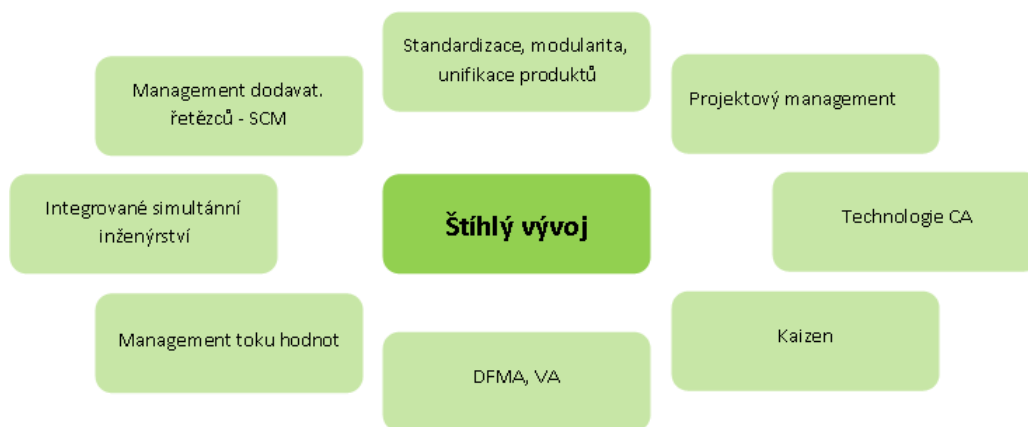 Standardizace, modularita,
unifikace produktů
Management dodavat.
řetězců - SCM
Projektový management
Integrované simultánní
inženýrství
Štíhlý vývoj
Technologie CA
Management toku hodnot
Kaizen
DFMA, VA